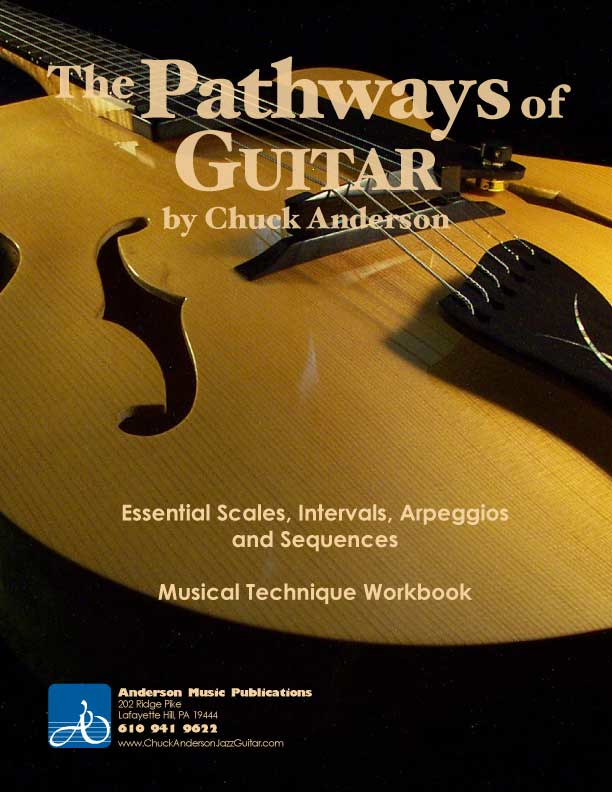 The Pathways of
GUITAR
by Chuck Anderson
Essential Scales, Intervals, Arpeggios
and Sequences
Musical Technique Workbook
Anderson Music Publications
202 Ridge Pike
Lafayette Hill, PA 19444
610 941 9622
www.ChuckAndersonJazzGuitar.com